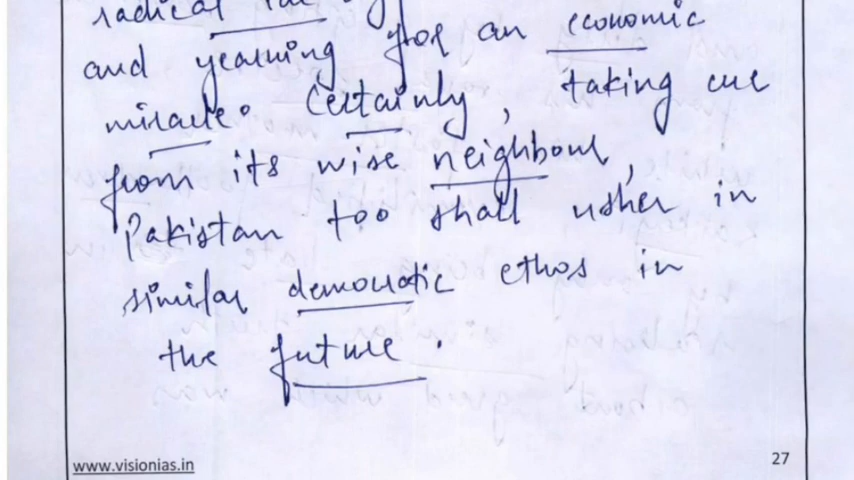 radical
and yearning for an economic
miracle. Certainly, taking cue
from its wise neighbour,
Pakistan too shall usher in
similar democratic ethos in
the future.
www.visionias.in
27